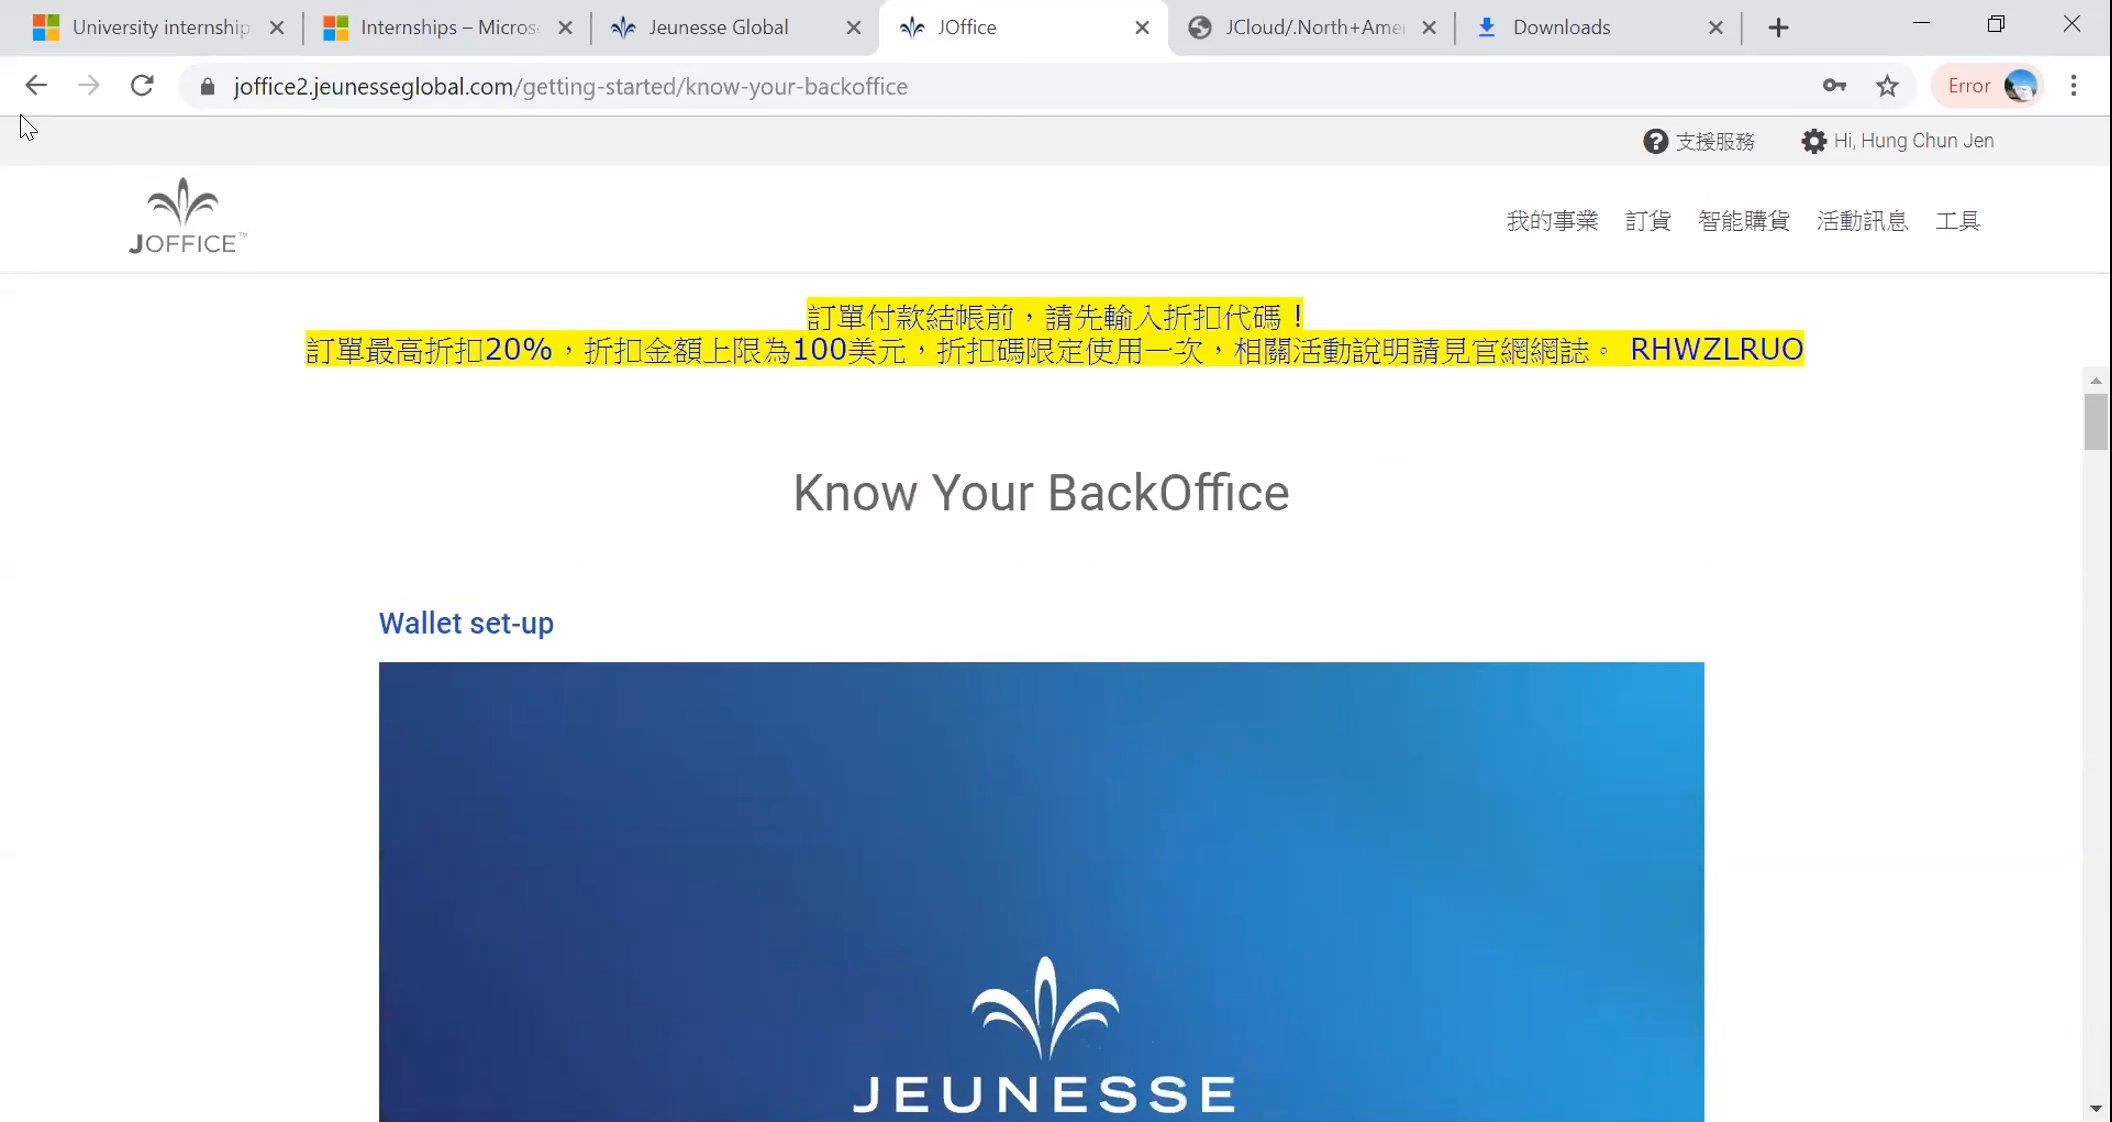 University internship
Internships – Micros
Jeunesse Global
JOffice
JCloud/.North+Amer
Downloads
joffice2.jeunesseglobal.com/getting-started/know-your-backoffice
Error
支援服務
Hi, Hung Chun Jen
JOFFICE™
我的事業 訂貨 智能購貨 活動訊息 工具
訂單付款結帳前，請先輸入折扣代碼！
訂單最高折扣20%，折扣金額上限為100美元，折扣碼限定使用一次，相關活動說明請見官網網誌。 RHWZLRUO
Know Your BackOffice
Wallet set-up
JEUNESSE